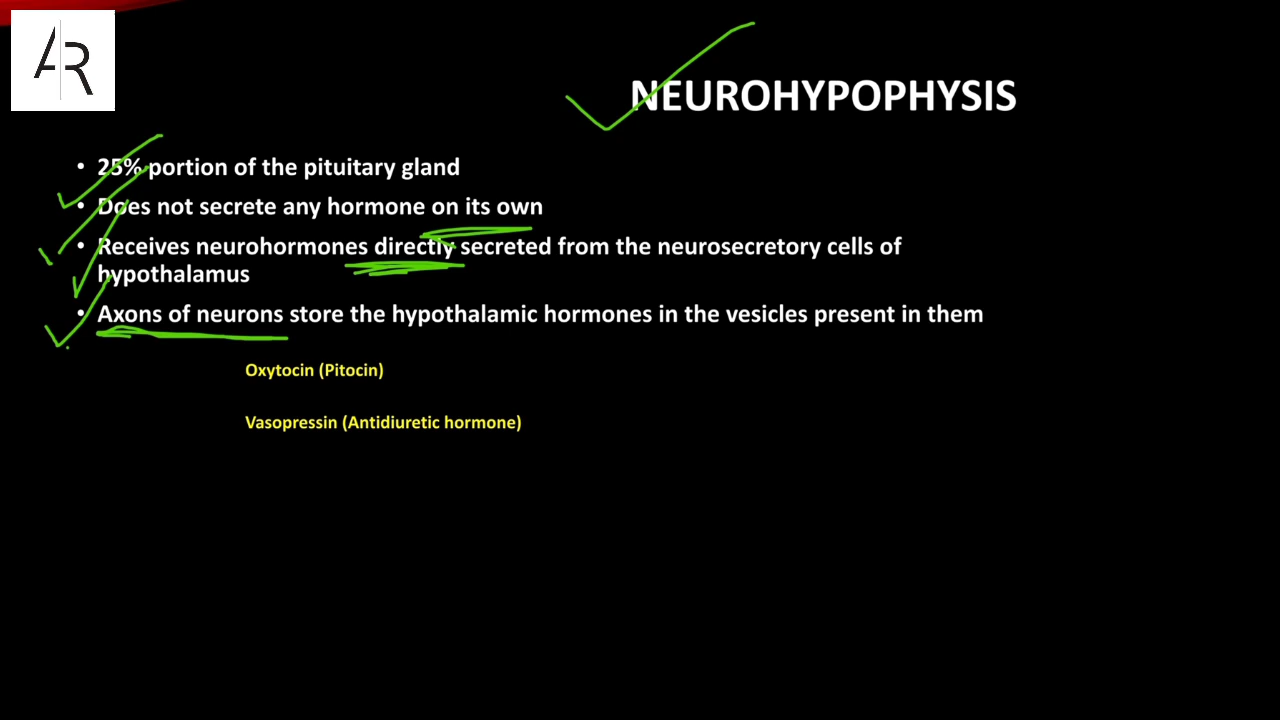 AR
NEUROHYPOPHYSIS
• 25% portion of the pituitary gland
• Does not secrete any hormone on its own
• Receives neurohormones directly secreted from the neurosecretory cells of
hypothalamus
• Axons of neurons store the hypothalamic hormones in the vesicles present in them
Oxytocin (Pitocin)
Vasopressin (Antidiuretic hormone)